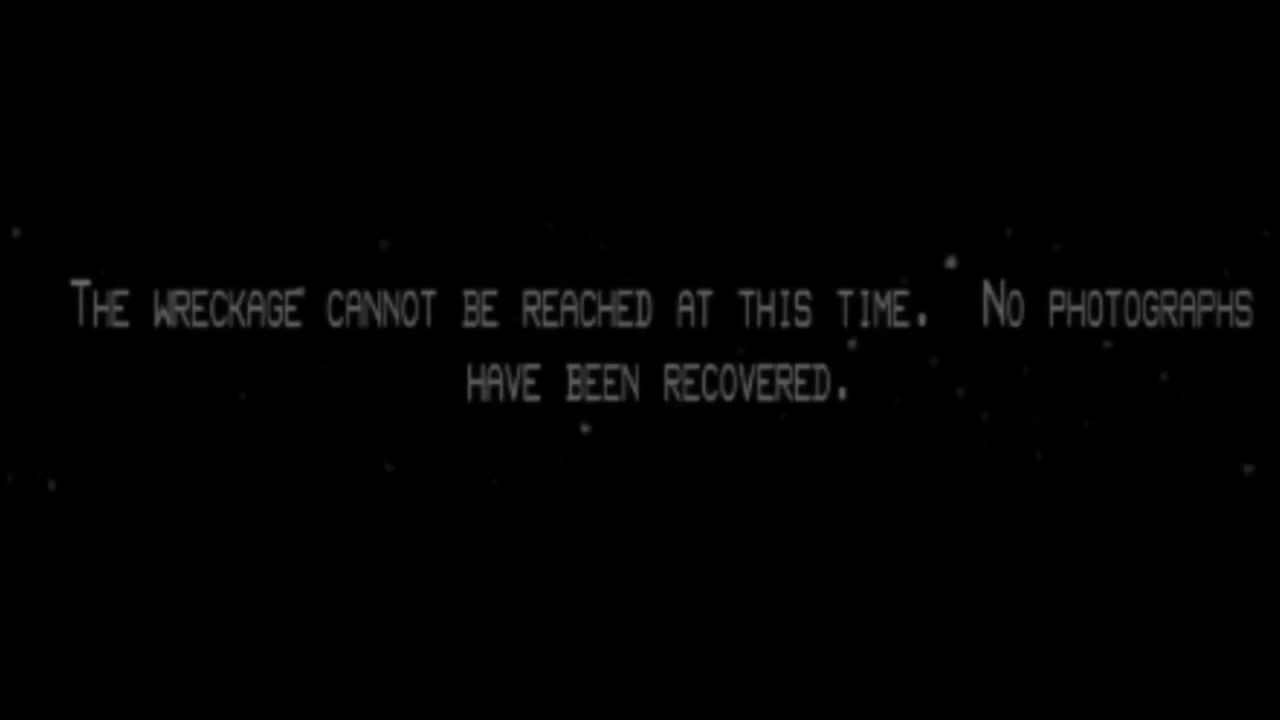 The wreckage cannot be reached at this time.  No photographs
have been recovered.